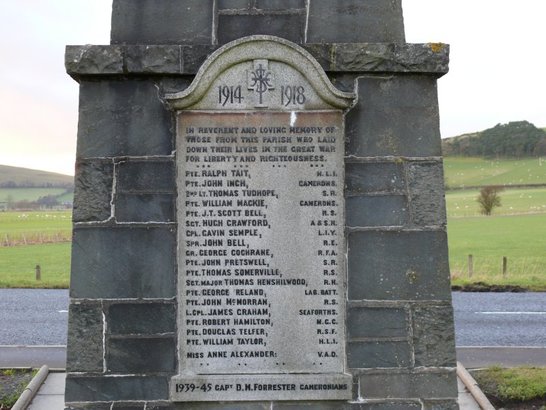 1914 1918
IN REVERENT AND LOVING MEMORY OF
THOSE FROM THIS PARISH WHO LAID
DOWN THEIR LIVES IN THE GREAT WAR
FOR LIBERTY AND RIGHTEOUSNESS.
PTE. RALPH TAIT, H.L.I.
PTE. JOHN INCH, CAMERONS.
2ND LT. THOMAS TUDHOPE, "
PTE. WILLIAM MACKIE, CAMERONS.
PTE. J.T. SCOTT BELL, R.S.
SGT. HUGH CRAWFORD, A & S H.
CPL. GAVIN SEMPLE, L.I.Y.
SPR. JOHN BELL, R.E.
GR. GEORGE COCHRANE, R.F.A.
PTE. JOHN PRETSWELL, S.R.
PTE. THOMAS SOMERVILLE, R.S.
SGT. MAJOR THOMAS HENSHILWOOD, R.N.
PTE. GEORGE IRELAND, LAB. BATT.
PTE. JOHN McMORRAN, R.S.
L.CPL. JAMES GRAHAM, SEAFORTHS.
PTE. ROBERT HAMILTON, M.G.C.
PTE. DOUGLAS TELFER, R.S.F.
PTE. WILLIAM TAYLOR, H.L.I.
MISS ANNE ALEXANDER: V.A.D.
1939-45 CAPT D.M. FORRESTER CAMERONIANS